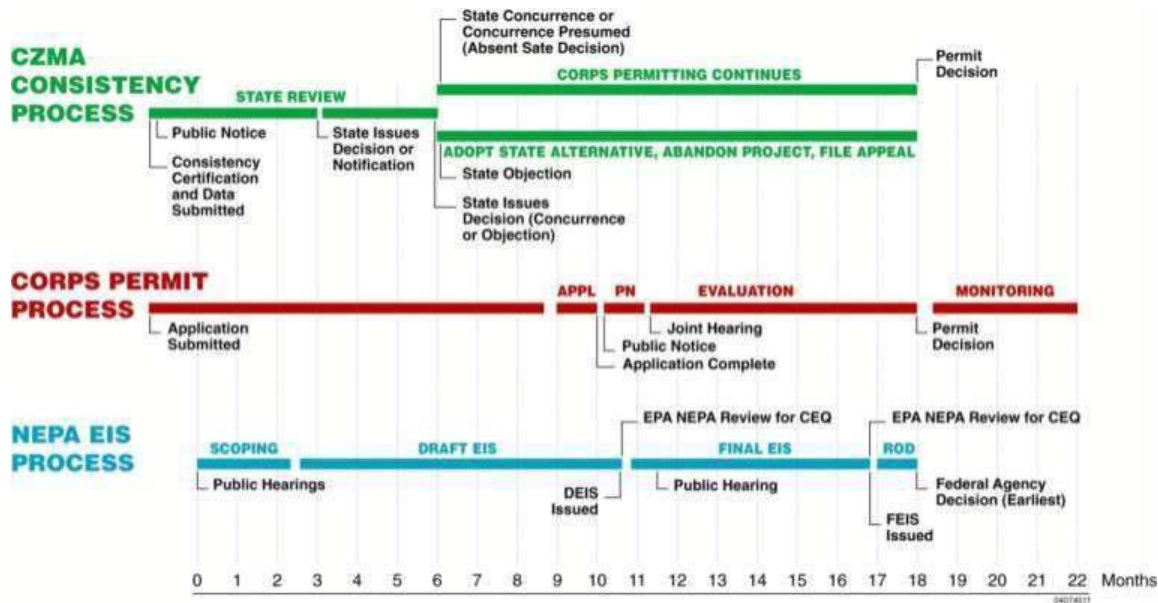 CZMA
CONSISTENCY
PROCESS
State Concurrence or
Concurrence Presumed
(Absent Sate Decision)
CORPS PERMITTING CONTINUES
Permit
Decision
STATE REVIEW
Public Notice
Consistency
Certification
and Data
Submitted
State Issues
Decision or
Notification
ADOPT STATE ALTERNATIVE, ABANDON PROJECT, FILE APPEAL
State Objection
State Issues
Decision (Concurrence
or Objection)
CORPS PERMIT
PROCESS
APPL
PN
EVALUATION
MONITORING
Application
Submitted
Joint Hearing
Public Notice
Application Complete
Permit
Decision
NEPA EIS
PROCESS
EPA NEPA Review for CEQ
EPA NEPA Review for CEQ
SCOPING
DRAFT EIS
FINAL EIS
ROD
Public Hearings
DEIS
Issued
Public Hearing
FEIS
Issued
Federal Agency
Decision (Earliest)
0 1 2 3 4 5 6 7 8 9 10 11 12 13 14 15 16 17 18 19 20 21 22 Months